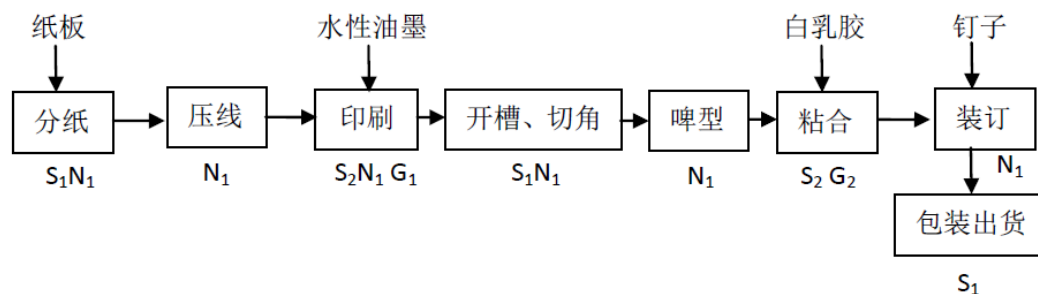 纸板 水性油墨 白乳胶 钉子
分纸 压线 印刷 开槽、切角 啤型 粘合 装订
S₁N₁ N₁ S₂N₁ G₁ S₁N₁ N₁ S₂ G₂ N₁
包装出货
S₁